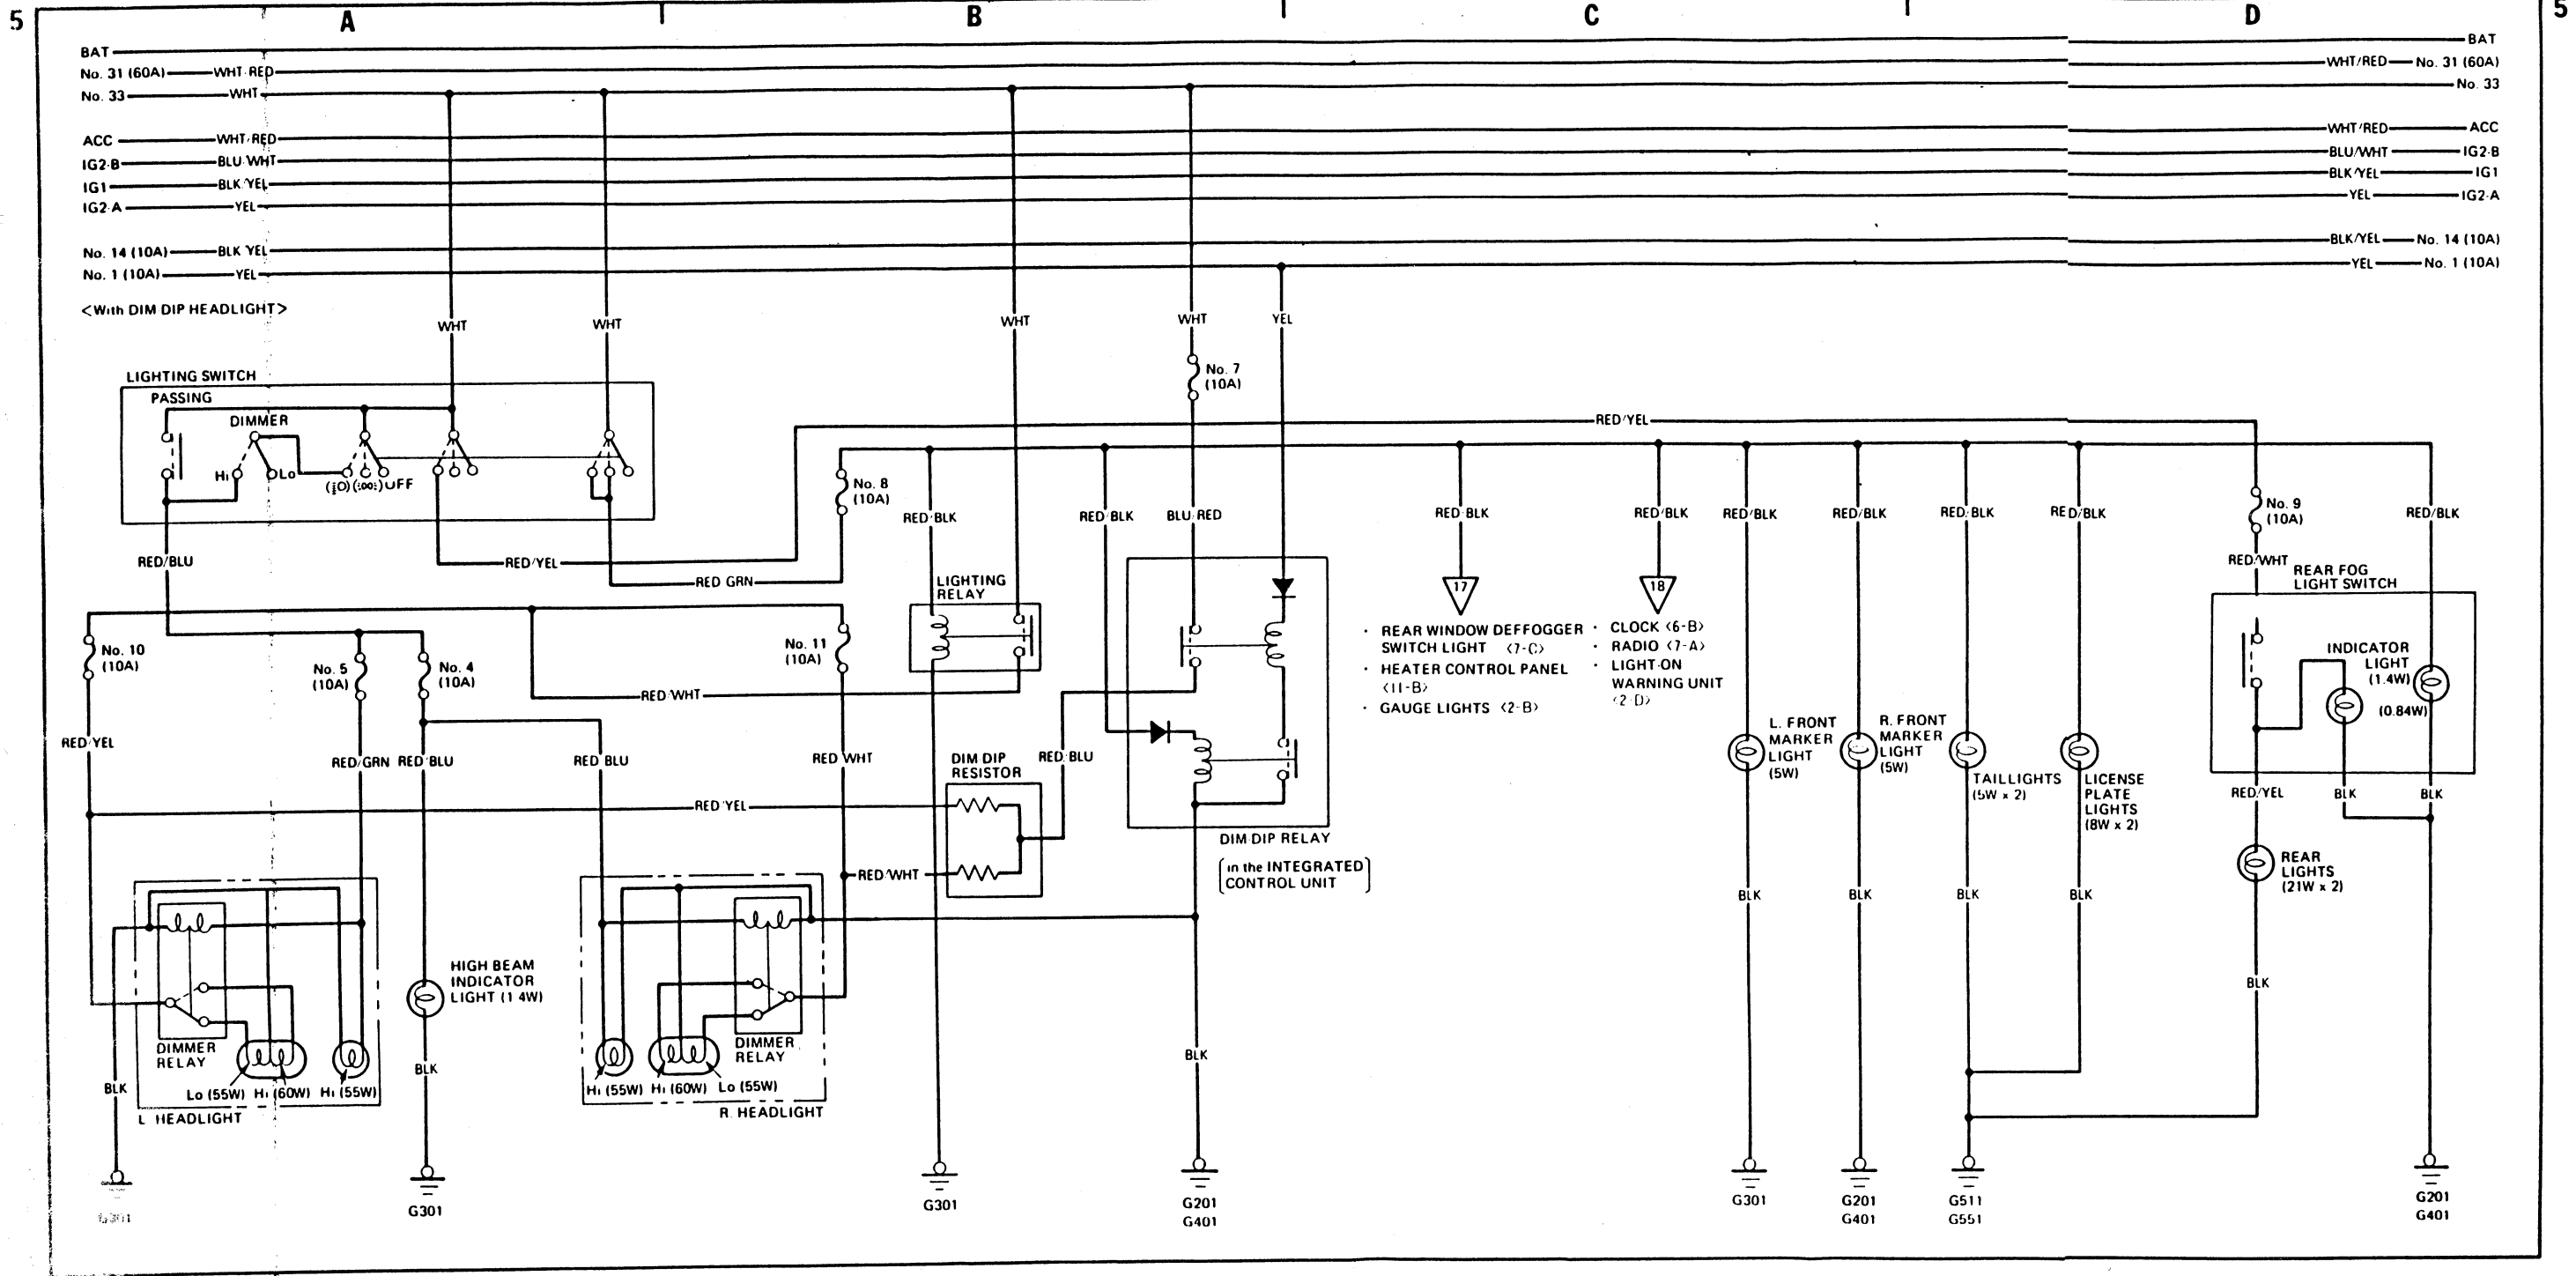 5 A B C D 5
BAT BAT
No. 31 (60A) WHT RED WHT/RED No. 31 (60A)
No. 33 WHT No. 33
ACC WHT/RED WHT/RED ACC
IG2-B BLU WHT BLU/WHT IG2-B
IG1 BLK/YEL BLK/YEL IG1
IG2-A YEL YEL IG2-A
No. 14 (10A) BLK YEL BLK/YEL No. 14 (10A)
No. 1 (10A) YEL YEL No. 1 (10A)
<With DIM DIP HEADLIGHT>
WHT WHT WHT WHT YEL
No. 7
(10A)
LIGHTING SWITCH
PASSING
DIMMER
Hi Lo OFF
RED/YEL
No. 8
(10A)
RED BLK RED BLK BLU RED RED BLK RED/BLK RED/BLK RED/BLK RED/BLK RED/BLK RED/BLK
No. 9
(10A)
RED/WHT
RED/BLU RED/YEL RED GRN
LIGHTING
RELAY
17 18
REAR FOG
LIGHT SWITCH
· REAR WINDOW DEFFOGGER
SWITCH LIGHT <7-C>
· HEATER CONTROL PANEL
<11-B>
· GAUGE LIGHTS <2-B>
· CLOCK <6-B>
· RADIO <7-A>
· LIGHT-ON
WARNING UNIT
<2-D>
INDICATOR
LIGHT
(1.4W)
(0.84W)
No. 10
(10A)
No. 5
(10A)
No. 4
(10A)
No. 11
(10A)
RED WHT
RED YEL RED/GRN RED BLU RED BLU RED WHT RED BLU
DIM DIP
RESISTOR
RED YEL
RED/WHT
DIM DIP RELAY
in the INTEGRATED
CONTROL UNIT
L. FRONT
MARKER
LIGHT
(5W)
R. FRONT
MARKER
LIGHT
(5W)
TAILLIGHTS
(5W x 2)
LICENSE
PLATE
LIGHTS
(8W x 2)
RED/YEL BLK BLK
REAR
LIGHTS
(21W x 2)
BLK BLK BLK BLK
BLK
HIGH BEAM
INDICATOR
LIGHT (1 4W)
DIMMER
RELAY
DIMMER
RELAY
BLK BLK BLK
Lo (55W) Hi (60W) Hi (55W)
L HEADLIGHT
Hi (55W) Hi (60W) Lo (55W)
R. HEADLIGHT
G301 G301 G301
G201
G401
G301
G201
G401
G511
G551
G201
G401